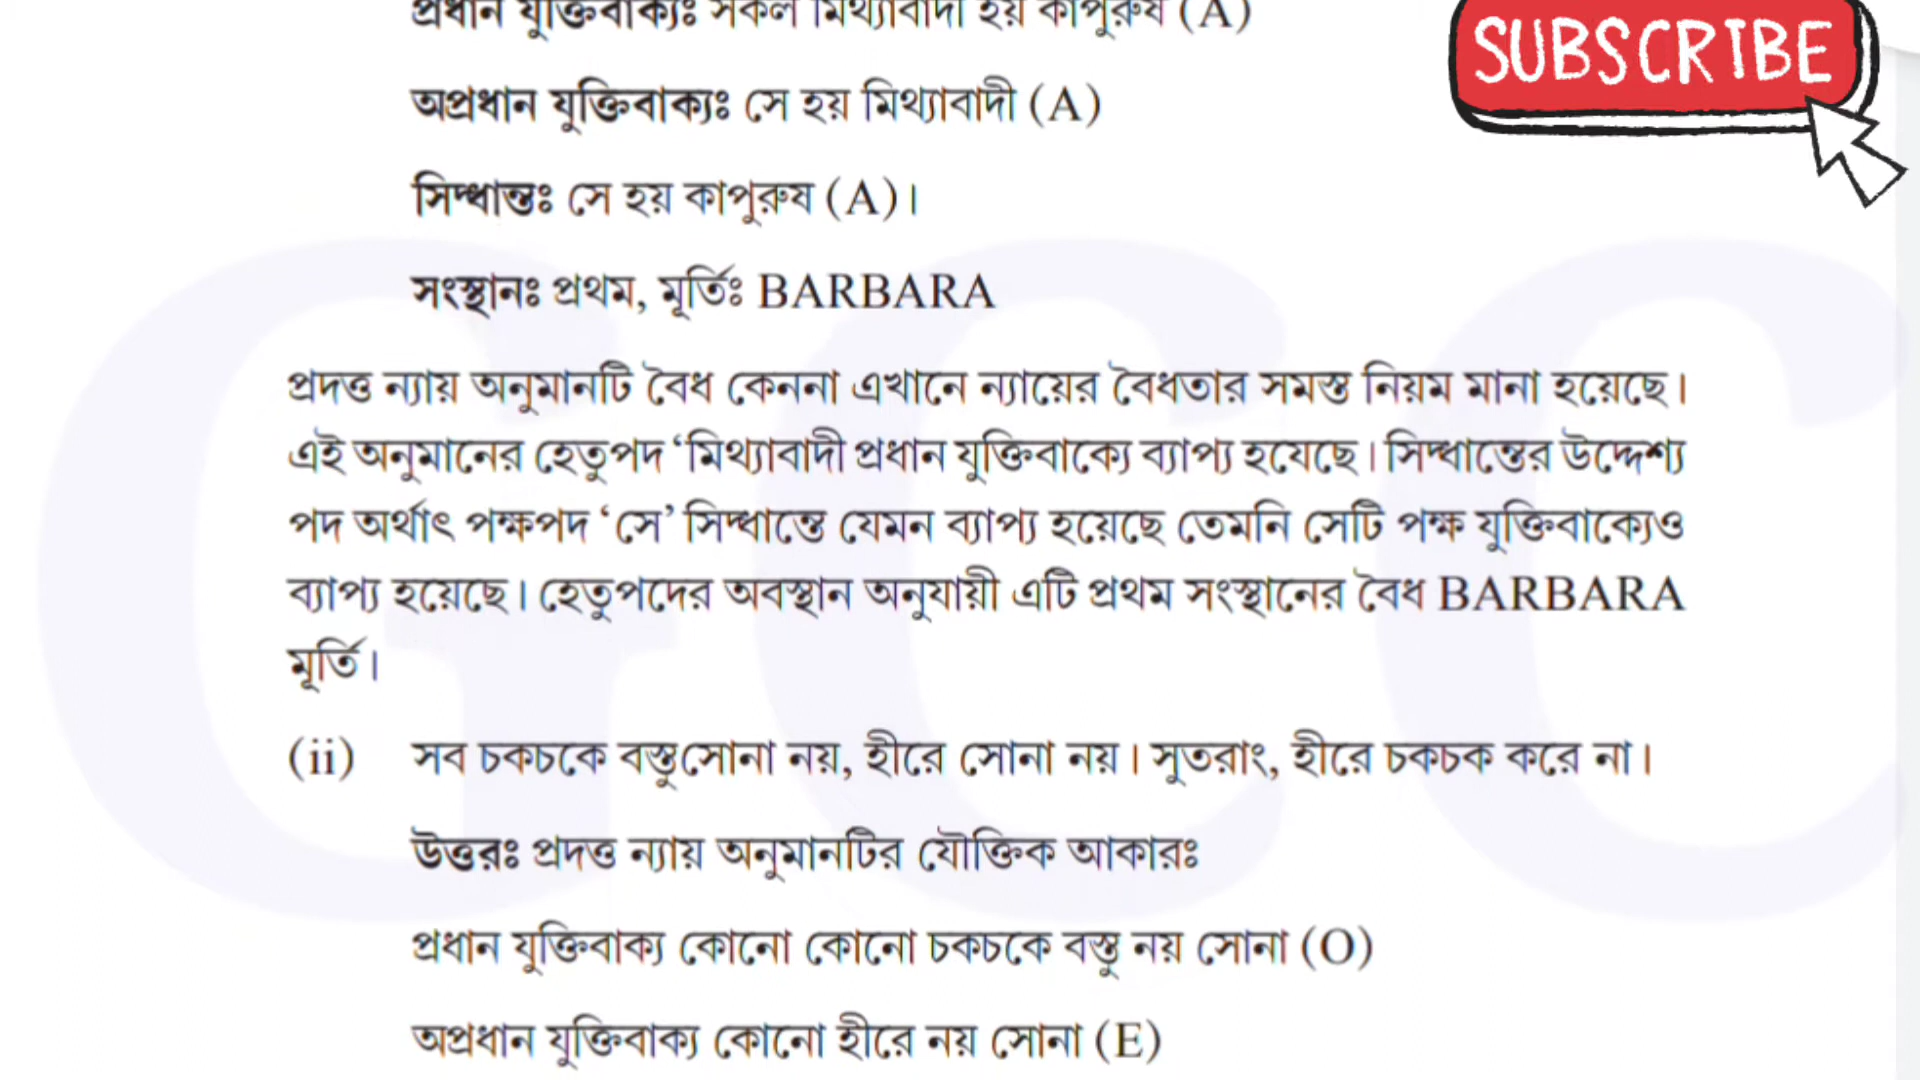 প্রধান যুক্তিবাক্যঃ সকল মিথ্যাবাদী হয় কাপুরুষ (A)
SUBSCRIBE
অপ্রধান যুক্তিবাক্যঃ সে হয় মিথ্যাবাদী (A)
সিদ্ধান্তঃ সে হয় কাপুরুষ (A)।
সংস্থানঃ প্রথম, মূর্তিঃ BARBARA
প্রদত্ত ন্যায় অনুমানটি বৈধ কেননা এখানে ন্যায়ের বৈধতার সমস্ত নিয়ম মানা হয়েছে।
এই অনুমানের হেতুপদ ‘মিথ্যাবাদী প্রধান যুক্তিবাক্যে ব্যাপ্য হযেছে। সিদ্ধান্তের উদ্দেশ্য
পদ অর্থাৎ পক্ষপদ ‘সে’ সিদ্ধান্তে যেমন ব্যাপ্য হয়েছে তেমনি সেটি পক্ষ যুক্তিবাক্যেও
ব্যাপ্য হয়েছে। হেতুপদের অবস্থান অনুযায়ী এটি প্রথম সংস্থানের বৈধ BARBARA
মূর্তি।
(ii) সব চকচকে বস্তুসোনা নয়, হীরে সোনা নয়। সুতরাং, হীরে চকচক করে না।
উত্তরঃ প্রদত্ত ন্যায় অনুমানটির যৌক্তিক আকারঃ
প্রধান যুক্তিবাক্য কোনো কোনো চকচকে বস্তু নয় সোনা (O)
অপ্রধান যুক্তিবাক্য কোনো হীরে নয় সোনা (E)
GCC